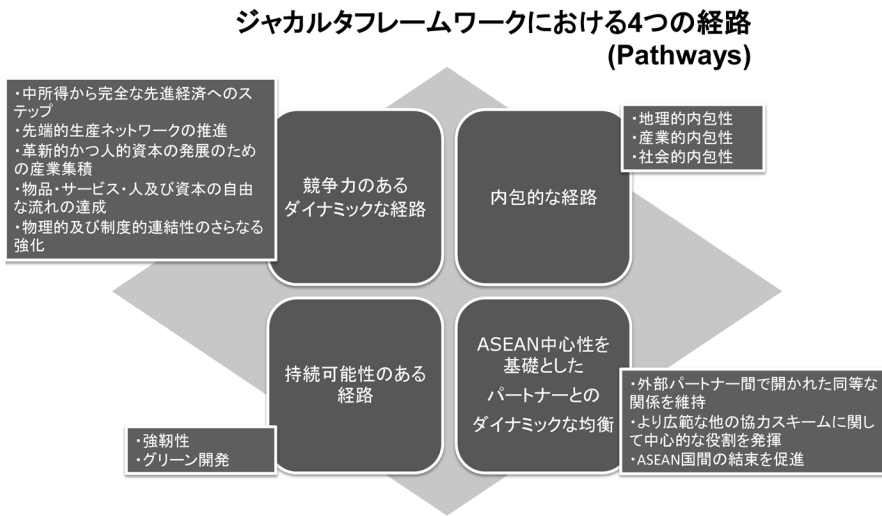 ジャカルタフレームワークにおける4つの経路
(Pathways)
・中所得から完全な先進経済へのス
テップ
・先端的生産ネットワークの推進
・革新的かつ人的資本の発展のため
の産業集積
・物品・サービス・人及び資本の自由
な流れの達成
・物理的及び制度的連結性のさらなる
強化
競争力のある
ダイナミックな経路
内包的な経路
・地理的内包性
・産業的内包性
・社会的内包性
持続可能性のある
経路
・強靭性
・グリーン開発
ASEAN中心性を
基礎とした
パートナーとの
ダイナミックな均衡
・外部パートナー間で開かれた同等な
関係を維持
・より広範な他の協力スキームに関し
て中心的な役割を発揮
・ASEAN国間の結束を促進